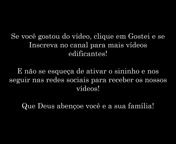 Se você gostou do vídeo, clique em Gostei e se
Inscreva no canal para mais vídeos
edificantes!
E não se esqueça de ativar o sininho e nos
seguir nas redes sociais para receber os nossos
vídeos!
Que Deus abençoe você e a sua família!